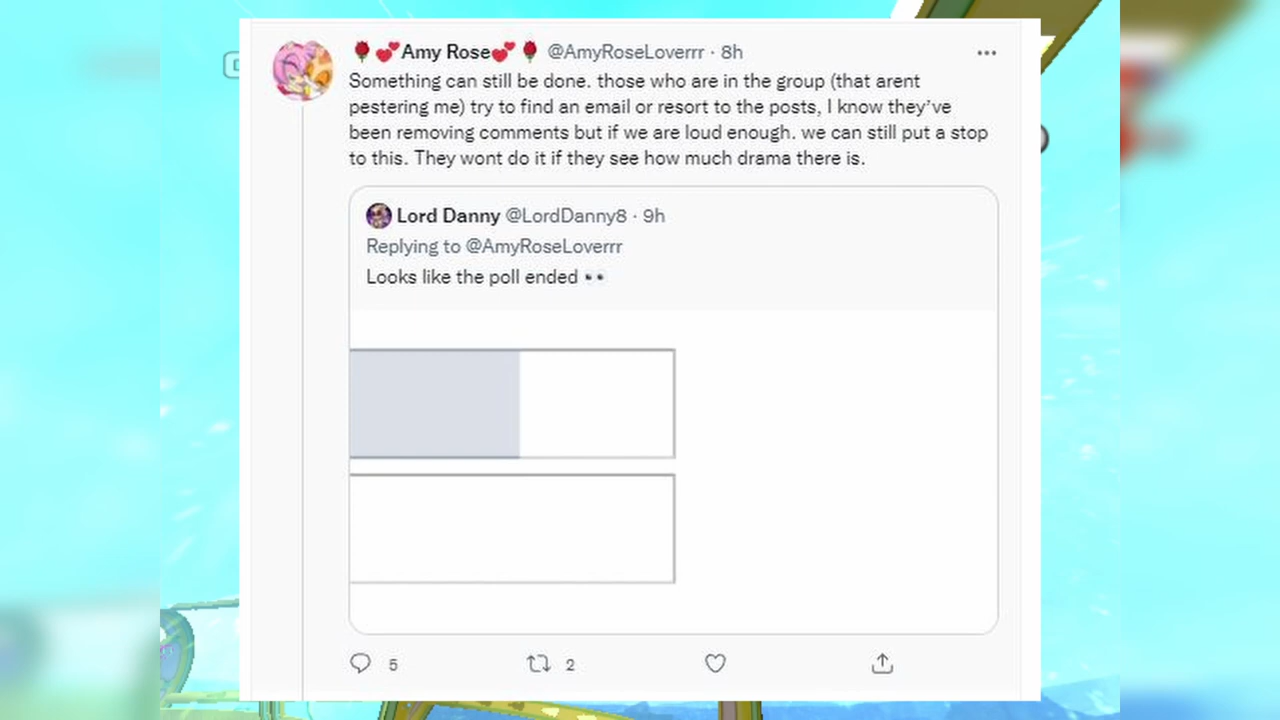 🌹💕Amy Rose💕🌹 @AmyRoseLoverrr · 8h
Something can still be done. those who are in the group (that arent
pestering me) try to find an email or resort to the posts, I know they’ve
been removing comments but if we are loud enough. we can still put a stop
to this. They wont do it if they see how much drama there is.
Lord Danny @LordDanny8 · 9h
Replying to @AmyRoseLoverrr
Looks like the poll ended 👀
5 2